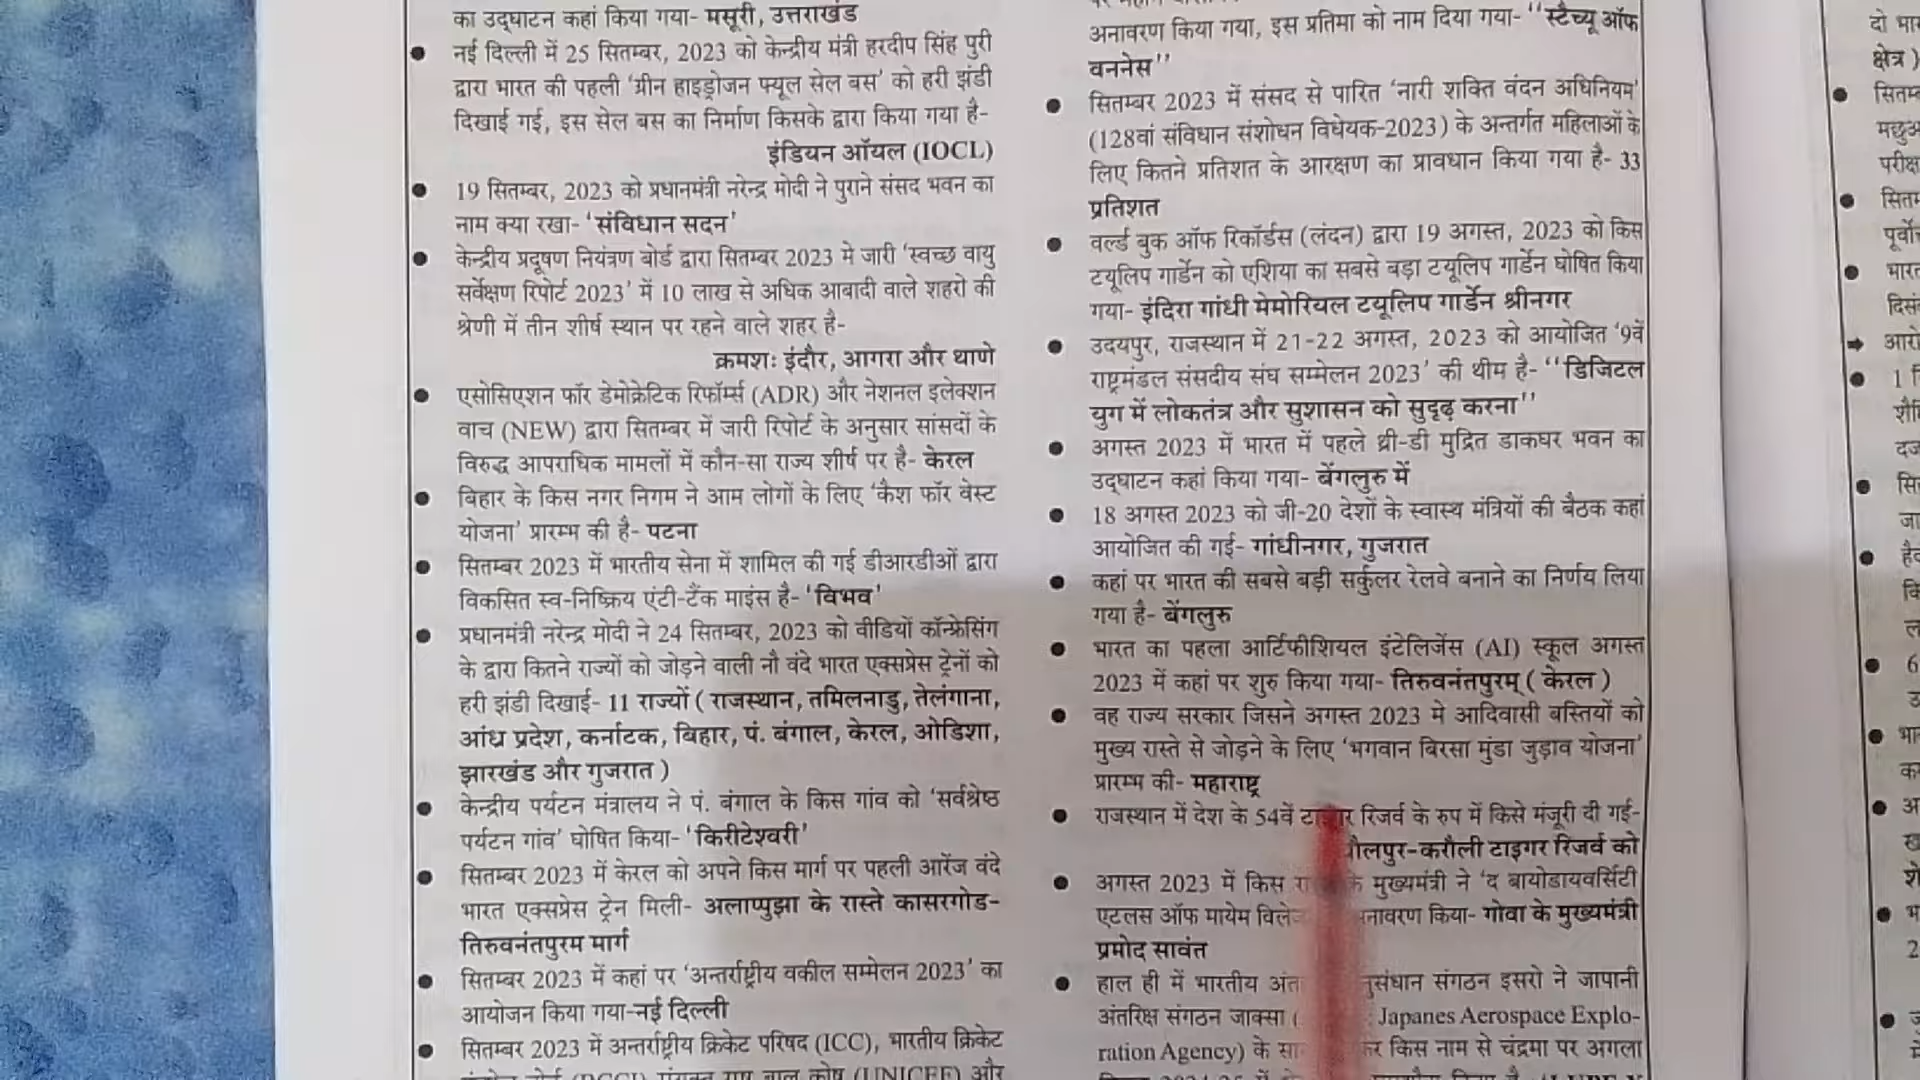 का उद्घाटन कहां किया गया- मसूरी, उत्तराखंड
● नई दिल्ली में 25 सितम्बर, 2023 को केन्द्रीय मंत्री हरदीप सिंह पुरी
द्वारा भारत की पहली 'ग्रीन हाइड्रोजन फ्यूल सेल बस' को हरी झंडी
दिखाई गई, इस सेल बस का निर्माण किसके द्वारा किया गया है-
इंडियन ऑयल (IOCL)
● 19 सितम्बर, 2023 को प्रधानमंत्री नरेन्द्र मोदी ने पुराने संसद भवन का
नाम क्या रखा- 'संविधान सदन'
● केन्द्रीय प्रदूषण नियंत्रण बोर्ड द्वारा सितम्बर 2023 मे जारी 'स्वच्छ वायु
सर्वेक्षण रिपोर्ट 2023' में 10 लाख से अधिक आबादी वाले शहरो की
श्रेणी में तीन शीर्ष स्थान पर रहने वाले शहर है-
क्रमशः इंदौर, आगरा और थाणे
● एसोसिएशन फॉर डेमोक्रेटिक रिफॉर्म्स (ADR) और नेशनल इलेक्शन
वाच (NEW) द्वारा सितम्बर में जारी रिपोर्ट के अनुसार सांसदों के
विरुद्ध आपराधिक मामलों में कौन-सा राज्य शीर्ष पर है- केरल
● बिहार के किस नगर निगम ने आम लोगों के लिए 'कैश फॉर वेस्ट
योजना' प्रारम्भ की है- पटना
● सितम्बर 2023 में भारतीय सेना में शामिल की गई डीआरडीओं द्वारा
विकसित स्व-निष्क्रिय एंटी-टैंक माइंस है- 'विभव'
● प्रधानमंत्री नरेन्द्र मोदी ने 24 सितम्बर, 2023 को वीडियों कॉन्फ्रेसिंग
के द्वारा कितने राज्यों को जोड़ने वाली नौ वंदे भारत एक्सप्रेस ट्रेनों को
हरी झंडी दिखाई- 11 राज्यों ( राजस्थान, तमिलनाडु, तेलंगाना,
आंध्र प्रदेश, कर्नाटक, बिहार, पं. बंगाल, केरल, ओडिशा,
झारखंड और गुजरात )
● केन्द्रीय पर्यटन मंत्रालय ने पं. बंगाल के किस गांव को 'सर्वश्रेष्ठ
पर्यटन गांव' घोषित किया- 'किरीटेश्वरी'
● सितम्बर 2023 में केरल को अपने किस मार्ग पर पहली आरेंज वंदे
भारत एक्सप्रेस ट्रेन मिली- अलाप्पुझा के रास्ते कासरगोड-
तिरुवनंतपुरम मार्ग
● सितम्बर 2023 में कहां पर 'अन्तर्राष्ट्रीय वकील सम्मेलन 2023' का
आयोजन किया गया-नई दिल्ली
● सितम्बर 2023 में अन्तर्राष्ट्रीय क्रिकेट परिषद (ICC), भारतीय क्रिकेट
(UNICEF) और
अनावरण किया गया, इस प्रतिमा को नाम दिया गया- ''स्टैच्यू ऑफ
वननेस''
● सितम्बर 2023 में संसद से पारित 'नारी शक्ति वंदन अधिनियम'
(128वां संविधान संशोधन विधेयक-2023) के अन्तर्गत महिलाओं के
लिए कितने प्रतिशत के आरक्षण का प्रावधान किया गया है- 33
प्रतिशत
● वर्ल्ड बुक ऑफ रिकॉर्डस (लंदन) द्वारा 19 अगस्त, 2023 को किस
टयूलिप गार्डेन को एशिया का सबसे बड़ा टयूलिप गार्डेन घोषित किया
गया- इंदिरा गांधी मेमोरियल टयूलिप गार्डेन श्रीनगर
● उदयपुर, राजस्थान में 21-22 अगस्त, 2023 को आयोजित '9वें
राष्ट्रमंडल संसदीय संघ सम्मेलन 2023' की थीम है- ''डिजिटल
युग में लोकतंत्र और सुशासन को सुदृढ़ करना''
● अगस्त 2023 में भारत में पहले थ्री-डी मुद्रित डाकघर भवन का
उद्घाटन कहां किया गया- बेंगलुरु में
● 18 अगस्त 2023 को जी-20 देशों के स्वास्थ मंत्रियों की बैठक कहां
आयोजित की गई- गांधीनगर, गुजरात
● कहां पर भारत की सबसे बड़ी सर्कुलर रेलवे बनाने का निर्णय लिया
गया है- बेंगलुरु
● भारत का पहला आर्टिफीशियल इंटेलिजेंस (AI) स्कूल अगस्त
2023 में कहां पर शुरु किया गया- तिरुवनंतपुरम् ( केरल )
● वह राज्य सरकार जिसने अगस्त 2023 मे आदिवासी बस्तियों को
मुख्य रास्ते से जोड़ने के लिए 'भगवान बिरसा मुंडा जुड़ाव योजना'
प्रारम्भ की- महाराष्ट्र
● राजस्थान में देश के 54वें रिजर्व के रुप में किसे मंजूरी दी गई-
टाइगर रिजर्व को
● अगस्त 2023 में किस मुख्यमंत्री ने 'द बायोडायवर्सिटी
एटलस ऑफ मायेम किया- गोवा के मुख्यमंत्री
प्रमोद सावंत
● हाल ही में भारतीय संगठन इसरो ने जापानी
अंतरिक्ष संगठन जाक्सा ( Japanes Aerospace Explo-
ration Agency) के किस नाम से चंद्रमा पर अगला
क्षेत्र )